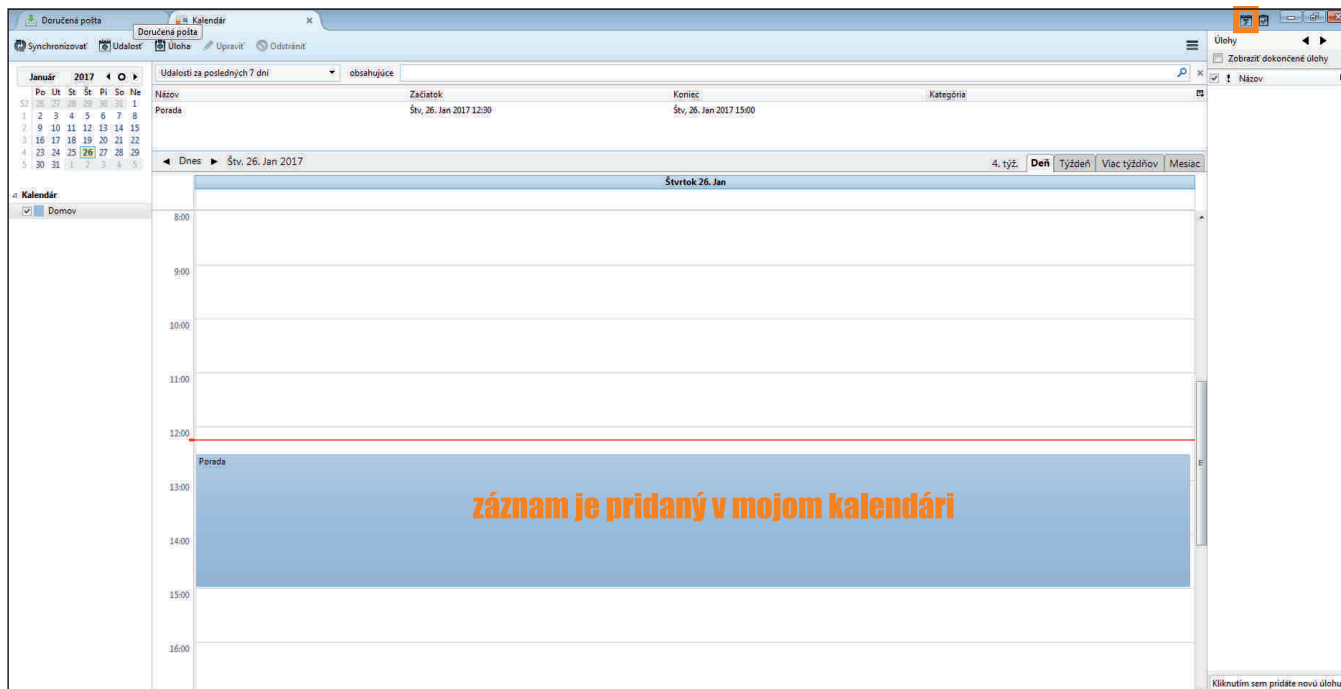 Doručená pošta
Kalendár
Doručená pošta
Synchronizovať Udalosť Úloha Upraviť Odstrániť
Január 2017
Po Ut St Št Pi So Ne
52 26 27 28 29 30 31 1
1 2 3 4 5 6 7 8
2 9 10 11 12 13 14 15
3 16 17 18 19 20 21 22
4 23 24 25 26 27 28 29
5 30 31 1 2 3 4 5
Kalendár
Domov
Udalosti za posledných 7 dní obsahujúce
Názov Začiatok Koniec Kategória
Porada Štv, 26. Jan 2017 12:30 Štv, 26. Jan 2017 15:00
Dnes Štv, 26. Jan 2017 4. týž. Deň Týždeň Viac týždňov Mesiac
Štvrtok 26. Jan
8:00
9:00
10:00
11:00
12:00
Porada
13:00
záznam je pridaný v mojom kalendári
14:00
15:00
16:00
Úlohy
Zobraziť dokončené úlohy
! Názov
Kliknutím sem pridáte novú úlohu